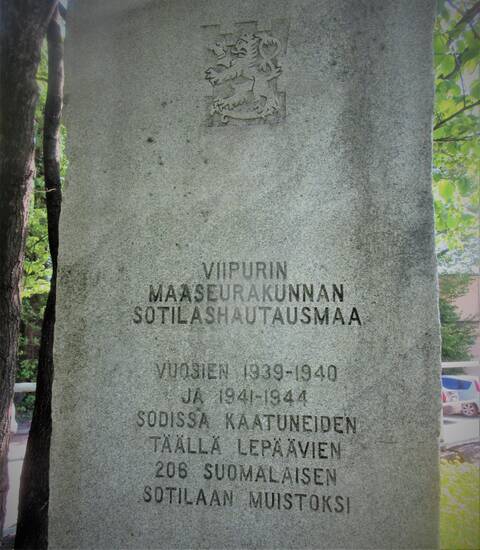 VIIPURIN
MAASEURAKUNNAN
SOTILASHAUTAUSMAA
VUOSIEN 1939-1940
JA 1941-1944
SODISSA KAATUNEIDEN
TÄÄLLÄ LEPÄÄVIEN
206 SUOMALAISEN
SOTILAAN MUISTOKSI